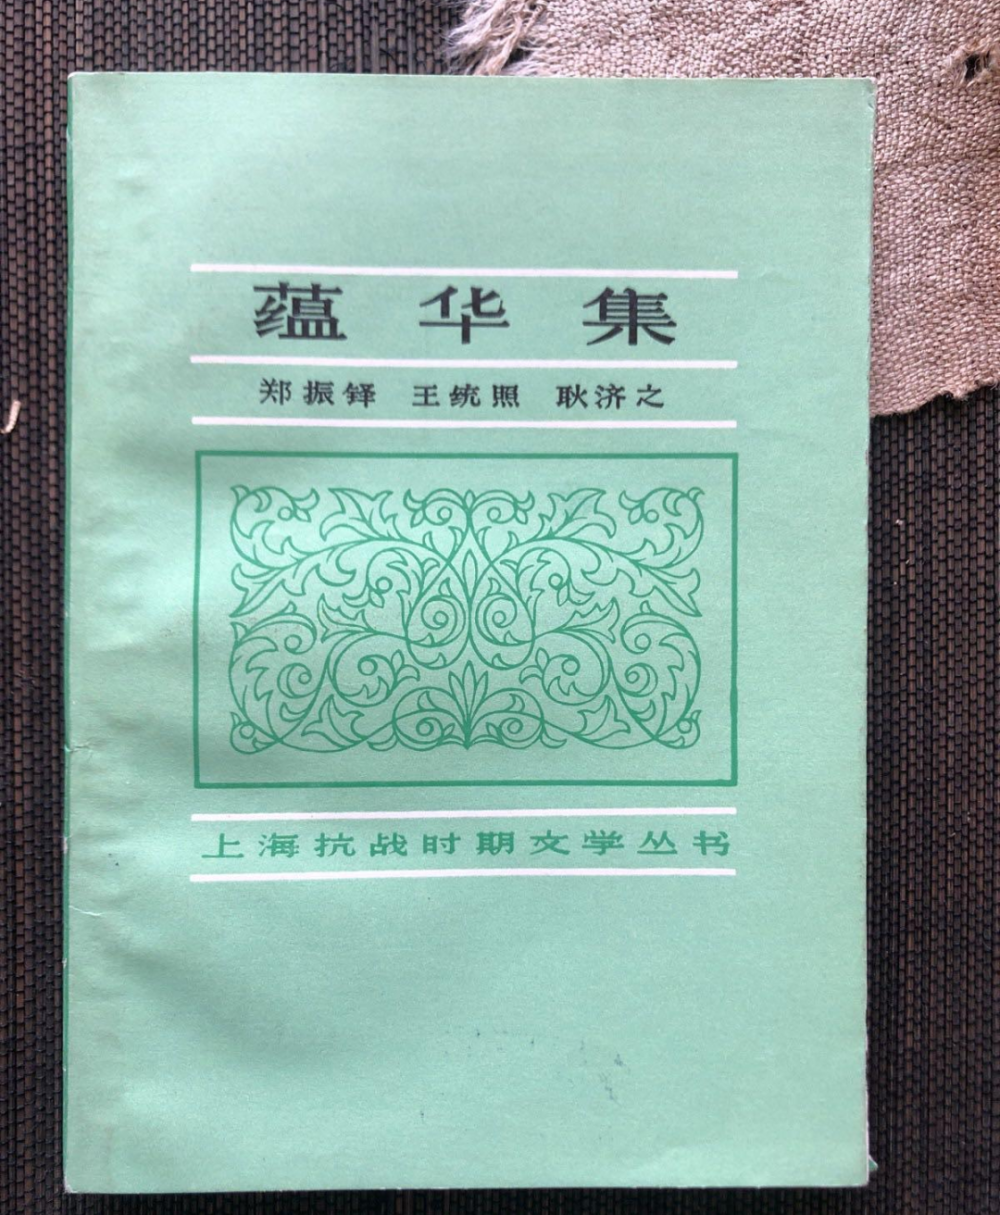 蕴华集
郑振铎 王统照 耿济之
上海抗战时期文学丛书